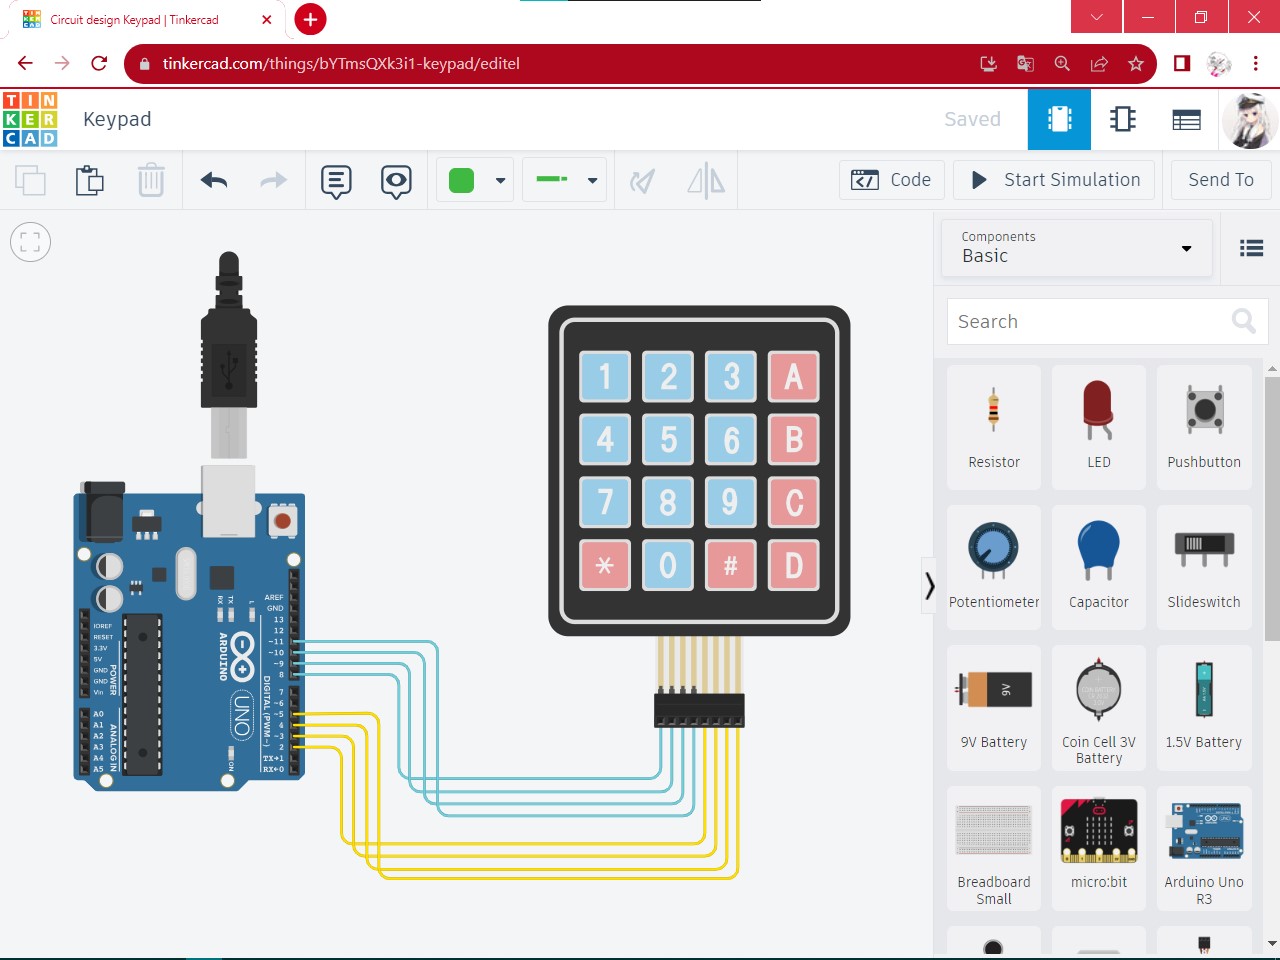 Circuit design Keypad | Tinkercad
tinkercad.com/things/bYTmsQXk3i1-keypad/editel
TIN
KER
CAD
Keypad
Saved
Code
Start Simulation
Send To
Components
Basic
Search
1 2 3 A
4 5 6 B
7 8 9 C
* 0 # D
Resistor
LED
Pushbutton
Potentiometer
Capacitor
Slideswitch
9V
9V Battery
Coin Cell 3V
Battery
1.5V Battery
Breadboard
Small
micro:bit
Arduino Uno
R3
RX
TX
L
ARDUINO
UNO
ON
AREF
GND
13
12
~11
~10
~9
8
7
~6
~5
4
~3
2
TX→1
RX←0
DIGITAL (PWM~)
IOREF
RESET
3.3V
5V
GND
GND
Vin
POWER
A0
A1
A2
A3
A4
A5
ANALOG IN